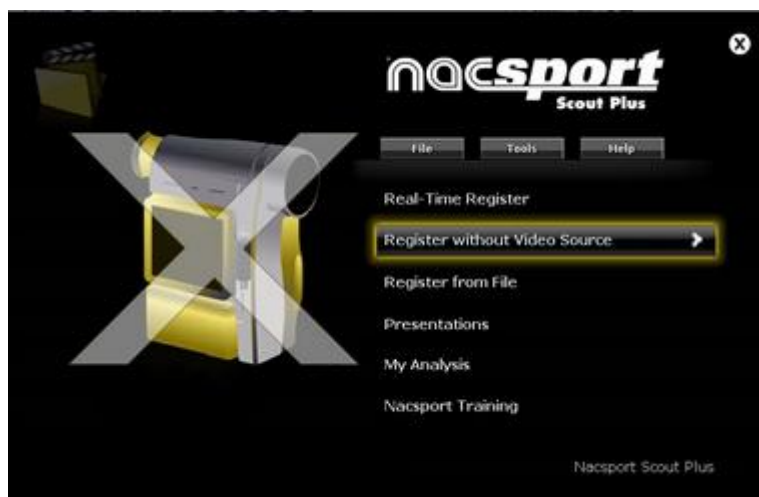 nacsport
Scout Plus
File Tools Help
Real-Time Register
Register without Video Source
Register from File
Presentations
My Analysis
Nacsport Training
Nacsport Scout Plus